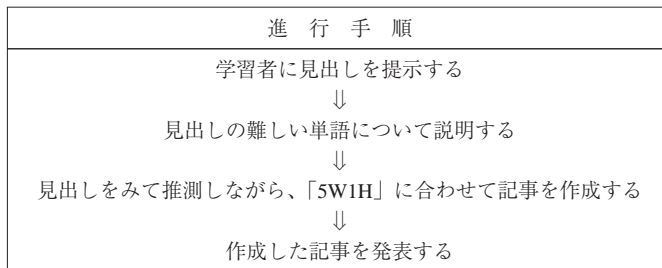 進 行 手 順
学習者に見出しを提示する
⇓
見出しの難しい単語について説明する
⇓
見出しをみて推測しながら、「5W1H」に合わせて記事を作成する
⇓
作成した記事を発表する